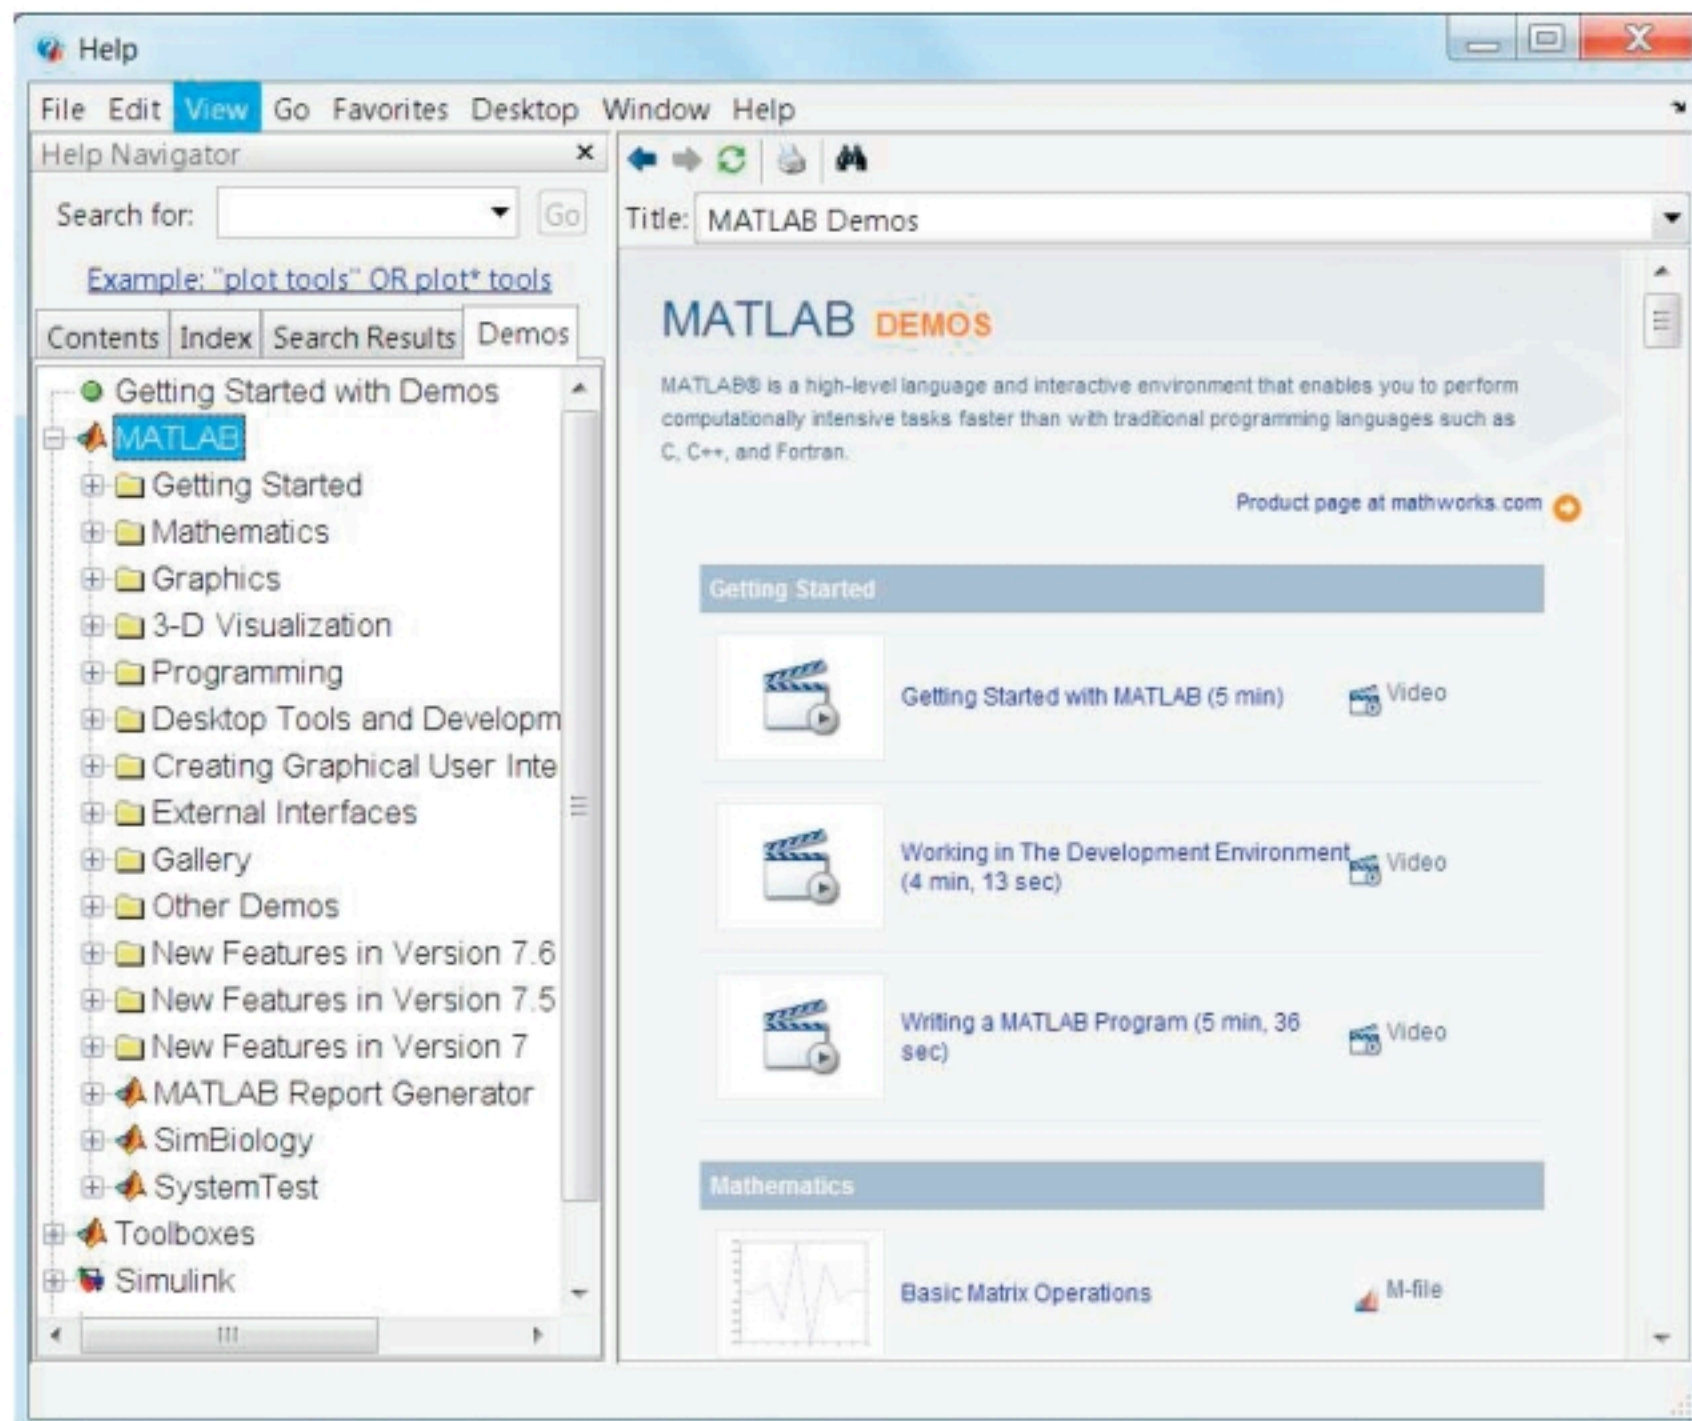 Help
File Edit View Go Favorites Desktop Window Help
Help Navigator
Search for: Go
Example: "plot tools" OR plot* tools
Contents Index Search Results Demos
Getting Started with Demos
MATLAB
Getting Started
Mathematics
Graphics
3-D Visualization
Programming
Desktop Tools and Developm
Creating Graphical User Inte
External Interfaces
Gallery
Other Demos
New Features in Version 7.6
New Features in Version 7.5
New Features in Version 7
MATLAB Report Generator
SimBiology
SystemTest
Toolboxes
Simulink
Title: MATLAB Demos
MATLAB DEMOS
MATLAB® is a high-level language and interactive environment that enables you to perform
computationally intensive tasks faster than with traditional programming languages such as
C, C++, and Fortran.
Product page at mathworks.com
Getting Started
Getting Started with MATLAB (5 min) Video
Working in The Development Environment Video
(4 min, 13 sec)
Writing a MATLAB Program (5 min, 36 Video
sec)
Mathematics
Basic Matrix Operations M-file